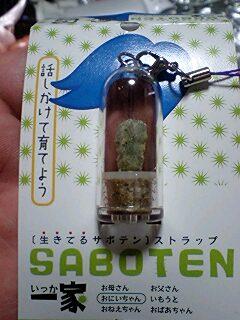 話しかけて育てよう
〔生きてるサボテン〕ストラップ
SABOTEN
いっか
一家
お母さん お父さん
おにいちゃん いもうと
おねえちゃん おばあちゃん